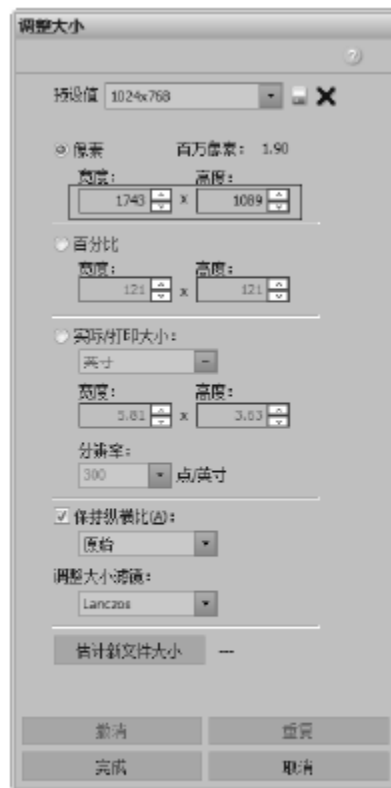 调整大小
预设值 1024x768
像素 百万像素: 1.90
宽度: 高度:
1743 x 1089
百分比
宽度: 高度:
121 x 121
实际/打印大小:
英寸
宽度: 高度:
5.81 x 3.63
分辨率:
300 点/英寸
保持纵横比(A):
原始
调整大小滤镜:
Lanczos
估计新文件大小 ---
撤消 重复
完成 取消